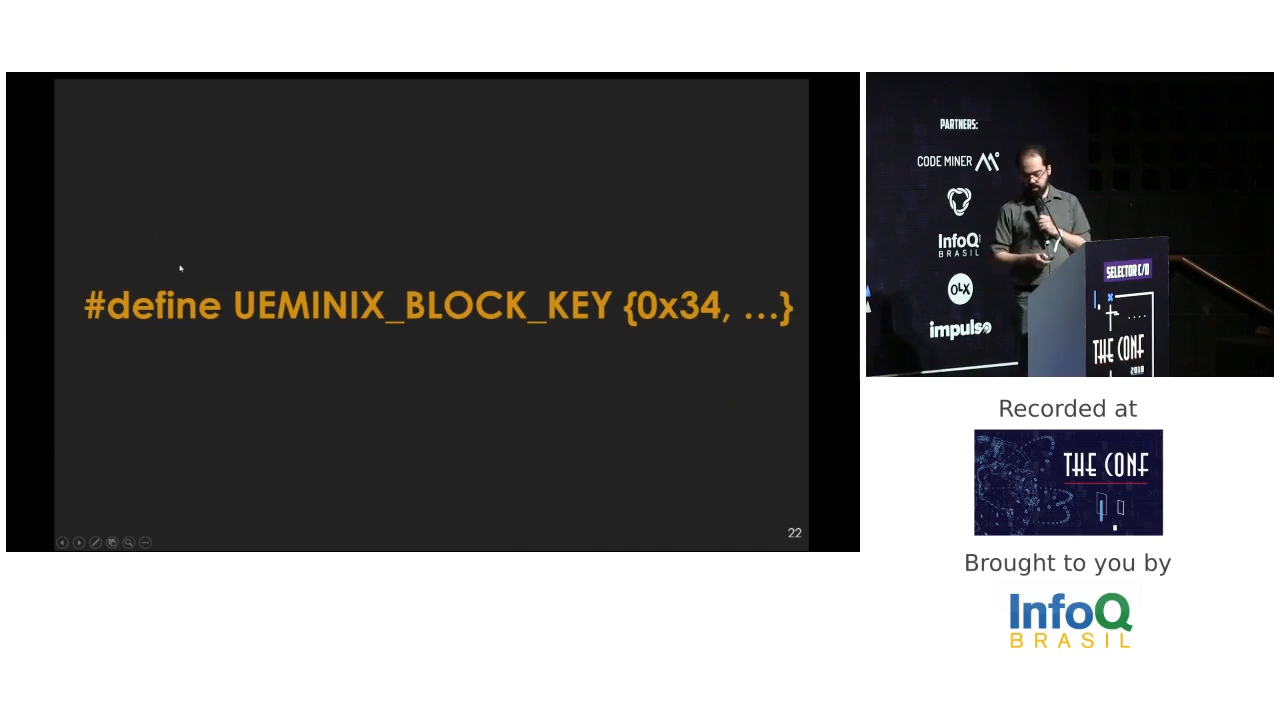 #define UEMINIX_BLOCK_KEY {0x34, ...}
22
PARTNERS:
CODE MINER
InfoQ
BRASIL
OLX
impulso
SELECTOR C/D
THE CONF
2018
Recorded at
THE CONF
Brought to you by
InfoQ
BRASIL